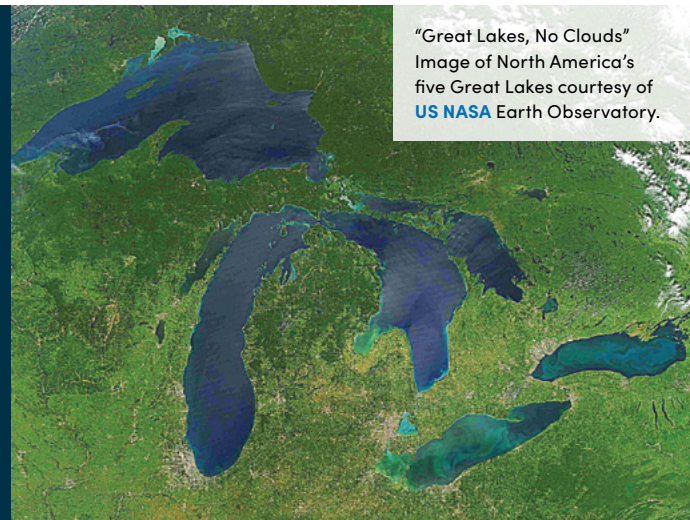 “Great Lakes, No Clouds”
Image of North America’s
five Great Lakes courtesy of
US NASA Earth Observatory.